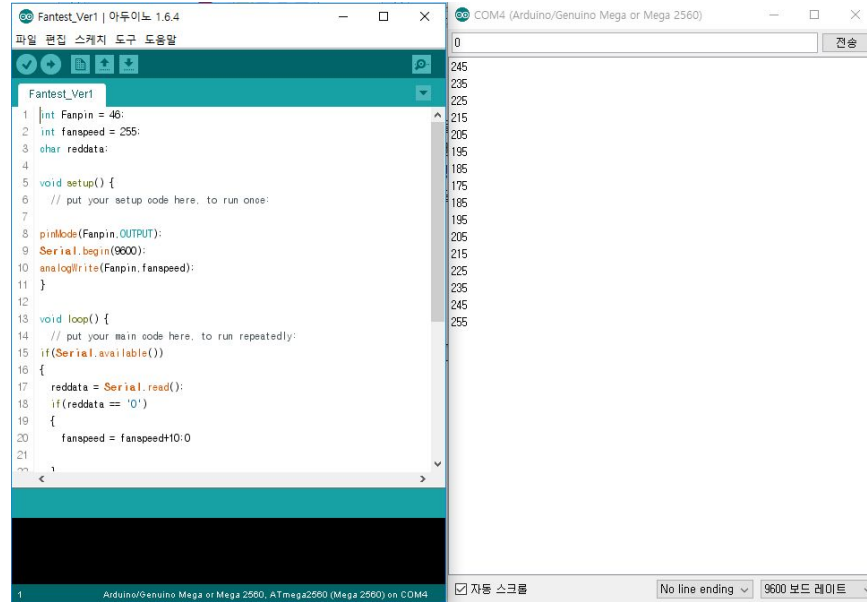 Fantest_Ver1 | 아두이노 1.6.4
파일 편집 스케치 도구 도움말
Fantest_Ver1
1 int Fanpin = 46;
2 int fanspeed = 255;
3 char reddata;
4
5 void setup() {
6 // put your setup code here, to run once:
7
8 pinMode(Fanpin,OUTPUT);
9 Serial.begin(9600);
10 analogWrite(Fanpin,fanspeed);
11 }
12
13 void loop() {
14 // put your main code here, to run repeatedly:
15 if(Serial.available())
16 {
17 reddata = Serial.read();
18 if(reddata == '0')
19 {
20 fanspeed = fanspeed+10;0
21
22 }
1
Arduino/Genuino Mega or Mega 2560, ATmega2560 (Mega 2560) on COM4
COM4 (Arduino/Genuino Mega or Mega 2560)
0
전송
245
235
225
215
205
195
185
175
185
195
205
215
225
235
245
255
자동 스크롤
No line ending
9600 보드 레이트